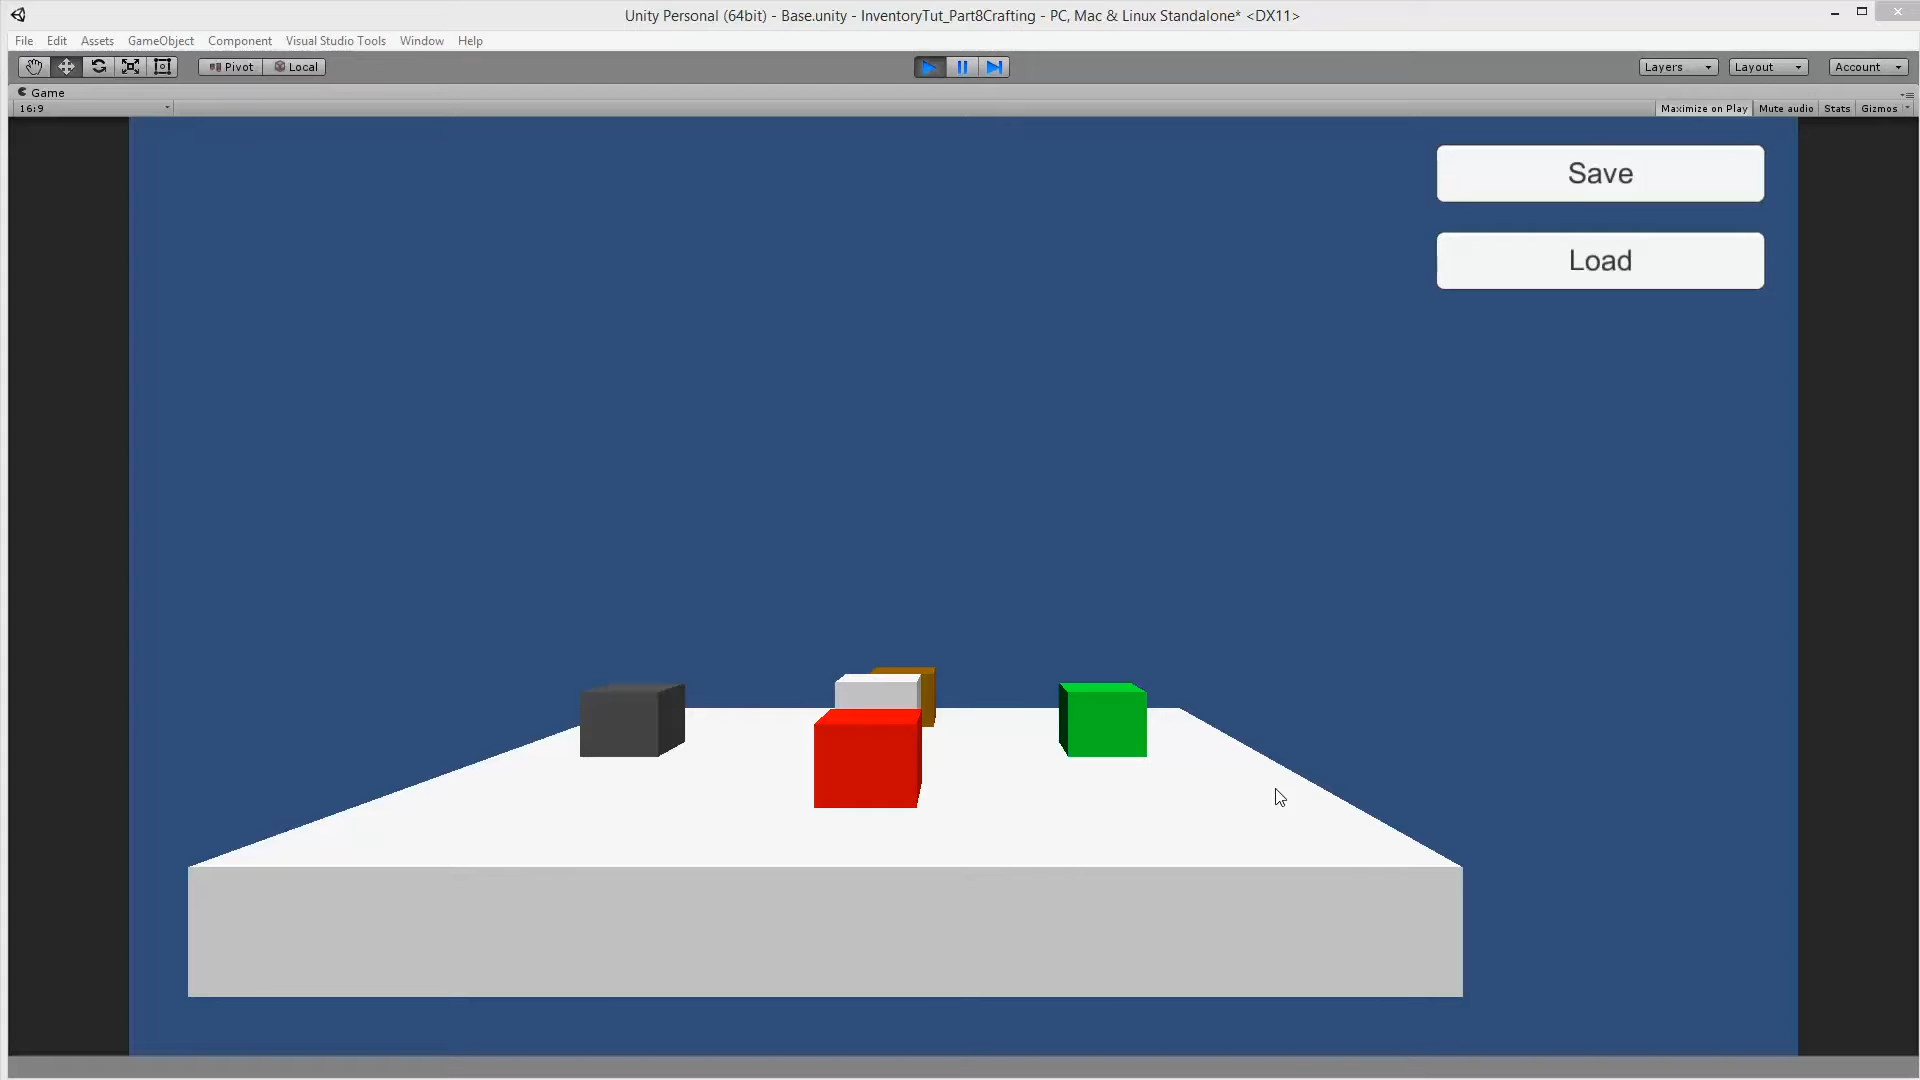 Unity Personal (64bit) - Base.unity - InventoryTut_Part8Crafting - PC, Mac & Linux Standalone* <DX11>
File Edit Assets GameObject Component Visual Studio Tools Window Help
Pivot Local Layers Layout Account
Game
16:9 Maximize on Play Mute audio Stats Gizmos
Save
Load